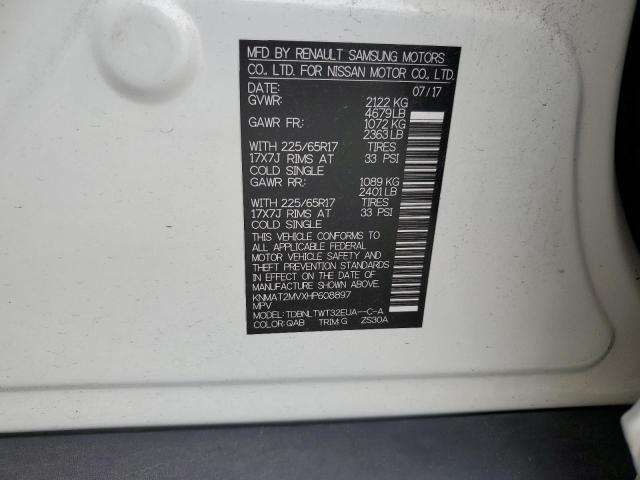 MFD BY RENAULT SAMSUNG MOTORS
CO., LTD. FOR NISSAN MOTOR CO., LTD.
DATE: 07/17
GVWR: 2122 KG
4679LB
GAWR FR: 1072 KG
2363LB
WITH 225/65R17 TIRES
17X7J RIMS AT 33 PSI
COLD SINGLE
GAWR RR: 1089 KG
2401LB
WITH 225/65R17 TIRES
17X7J RIMS AT 33 PSI
COLD SINGLE
THIS VEHICLE CONFORMS TO
ALL APPLICABLE FEDERAL
MOTOR VEHICLE SAFETY AND
THEFT PREVENTION STANDARDS
IN EFFECT ON THE DATE OF
MANUFACTURE SHOWN ABOVE.
KNMAT2MVXHP608897
MPV
MODEL: TDBNLTWT32EUA--C-A
COLOR: QAB TRIM: G ZS30A